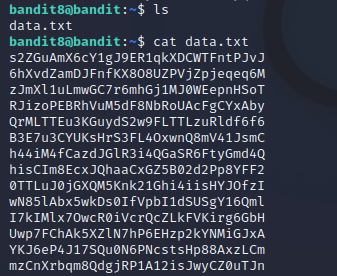 bandit8@bandit:~$ ls
data.txt
bandit8@bandit:~$ cat data.txt
s2ZGuAmX6cY1gJ9ER1qkXDCWTFntPJvJ
6hXvdZamDJFnfKX8O8UZPVjZpjeqeq6M
zJmXl1uLmwGC7r6mhGj1MJ0WEepnHSoT
RJizoPEBRhVuM5dF8NbRoUAcFgCYxAby
QrMLTTEu3KGuydS2w9FLTTLzuRldf6f6
B3E7u3CYUKsHrS3FL4OxwnQ8mV41JsmC
h44iM4fCazdJGlR3i4QGaSR6FtyGmd4Q
hisCIm8EcxJQhaaCxGZ5B02d2Pp8YFF2
0TTLuJ0jGXQM5Knk21Ghi4iisHYJOfzI
wN85lAbx5wkDs0IfVpbI1dSUSgY16Qml
I7kIMlx7OwcR0iVcrQcZLkFVKirg6GbH
Uwp7FChAk5XZlN7hP6EHzp2kYNMiGJxA
YKJ6eP4J17SQu0N6PNcstsHp88AxzLCm
mzCnXrbqm8QdgjRP1A12isJwyCZ0uTJn